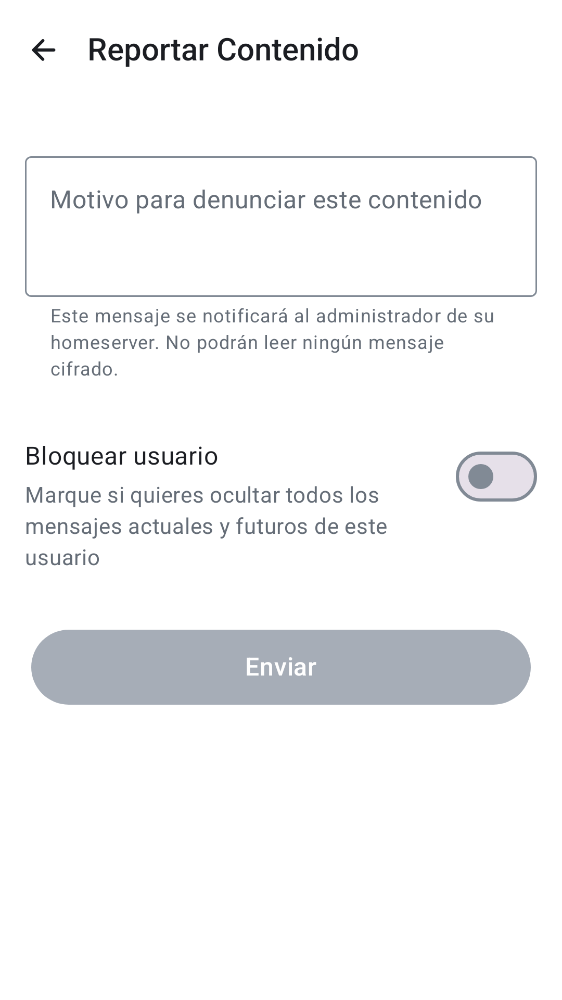 Reportar Contenido
Motivo para denunciar este contenido
Este mensaje se notificará al administrador de su
homeserver. No podrán leer ningún mensaje
cifrado.
Bloquear usuario
Marque si quieres ocultar todos los
mensajes actuales y futuros de este
usuario
Enviar